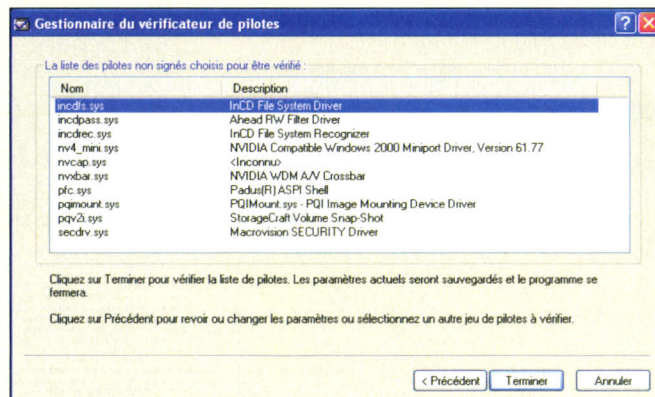 Gestionnaire du vérificateur de pilotes
La liste des pilotes non signés choisis pour être vérifié :
Nom Description
incdfs.sys InCD File System Driver
incdpass.sys Ahead RW Filter Driver
incdrec.sys InCD File System Recognizer
nv4_mini.sys NVIDIA Compatible Windows 2000 Miniport Driver, Version 61.77
nvcap.sys <Inconnu>
nvxbar.sys NVIDIA WDM A/V Crossbar
pfc.sys Padus(R) ASPI Shell
pqimount.sys PQIMount.sys - PQI Image Mounting Device Driver
pqv2i.sys StorageCraft Volume Snap-Shot
secdrv.sys Macrovision SECURITY Driver
Cliquez sur Terminer pour vérifier la liste de pilotes. Les paramètres actuels seront sauvegardés et le programme se
fermera.
Cliquez sur Précédent pour revoir ou changer les paramètres ou sélectionnez un autre jeu de pilotes à vérifier.
< Précédent Terminer Annuler